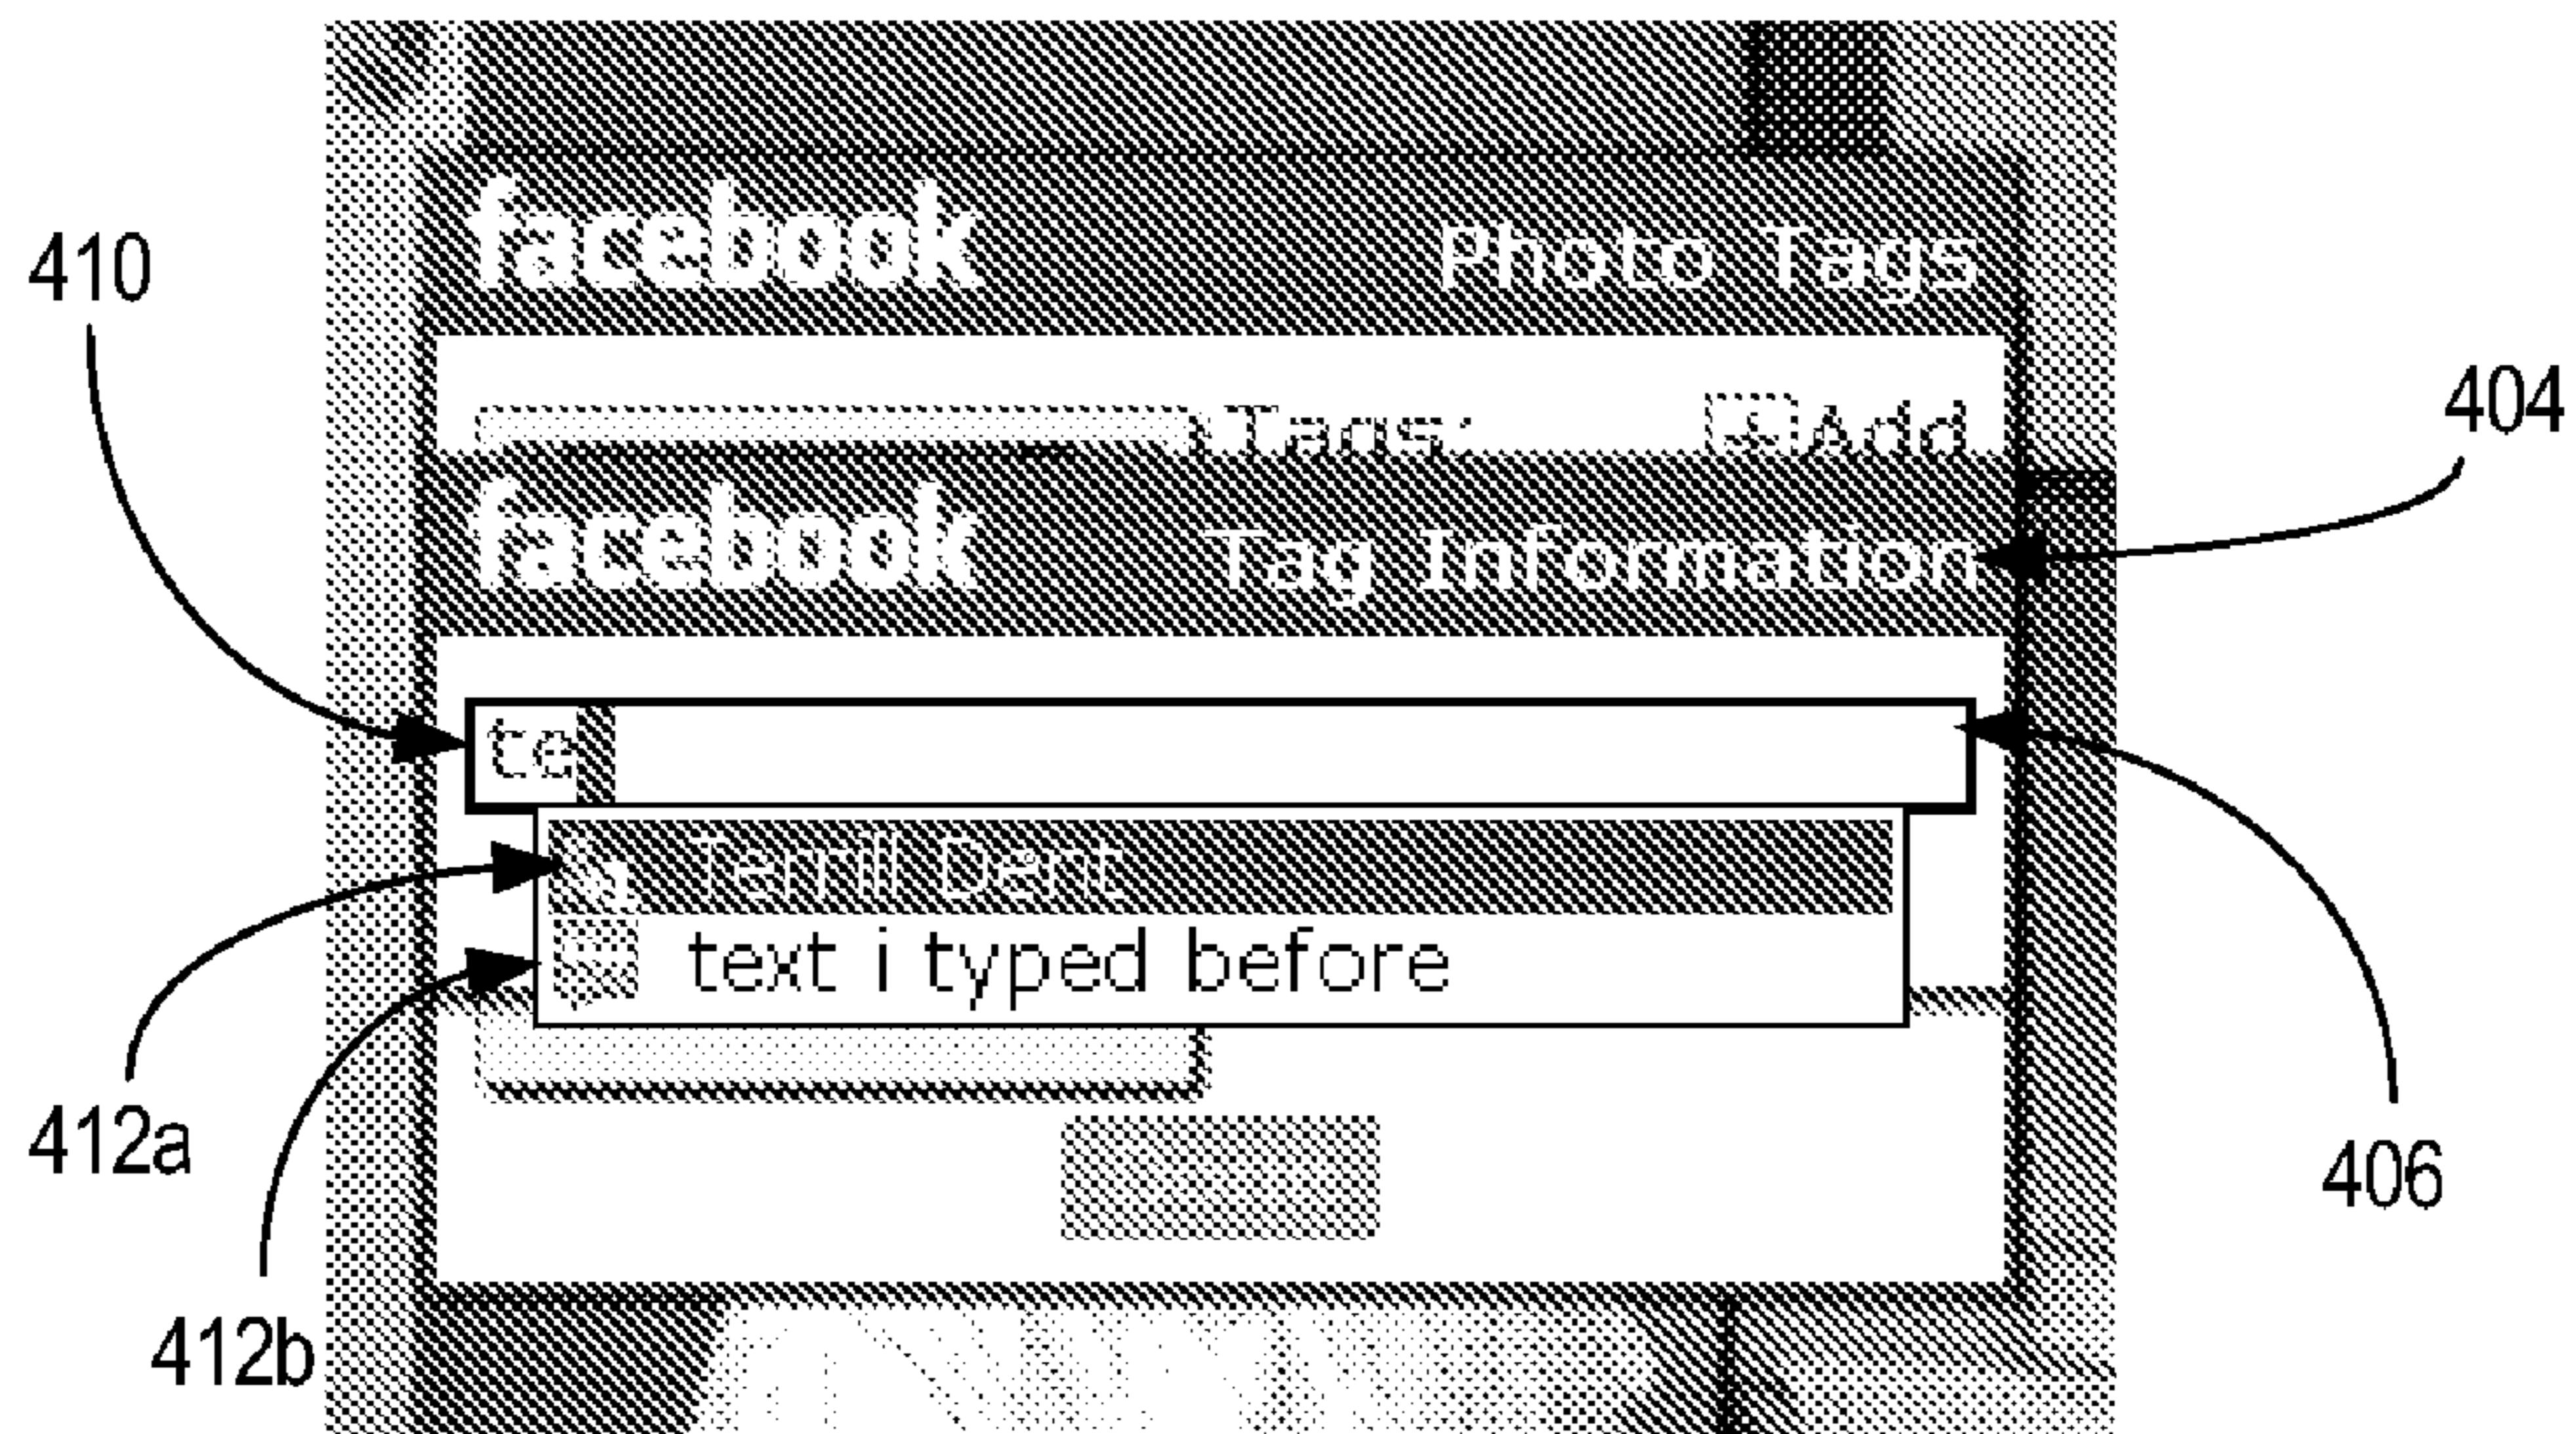 facebook Photo Tags
410
Tags: Add
404
facebook Tag Information
te
Terrill Dent
text i typed before
412a
406
412b